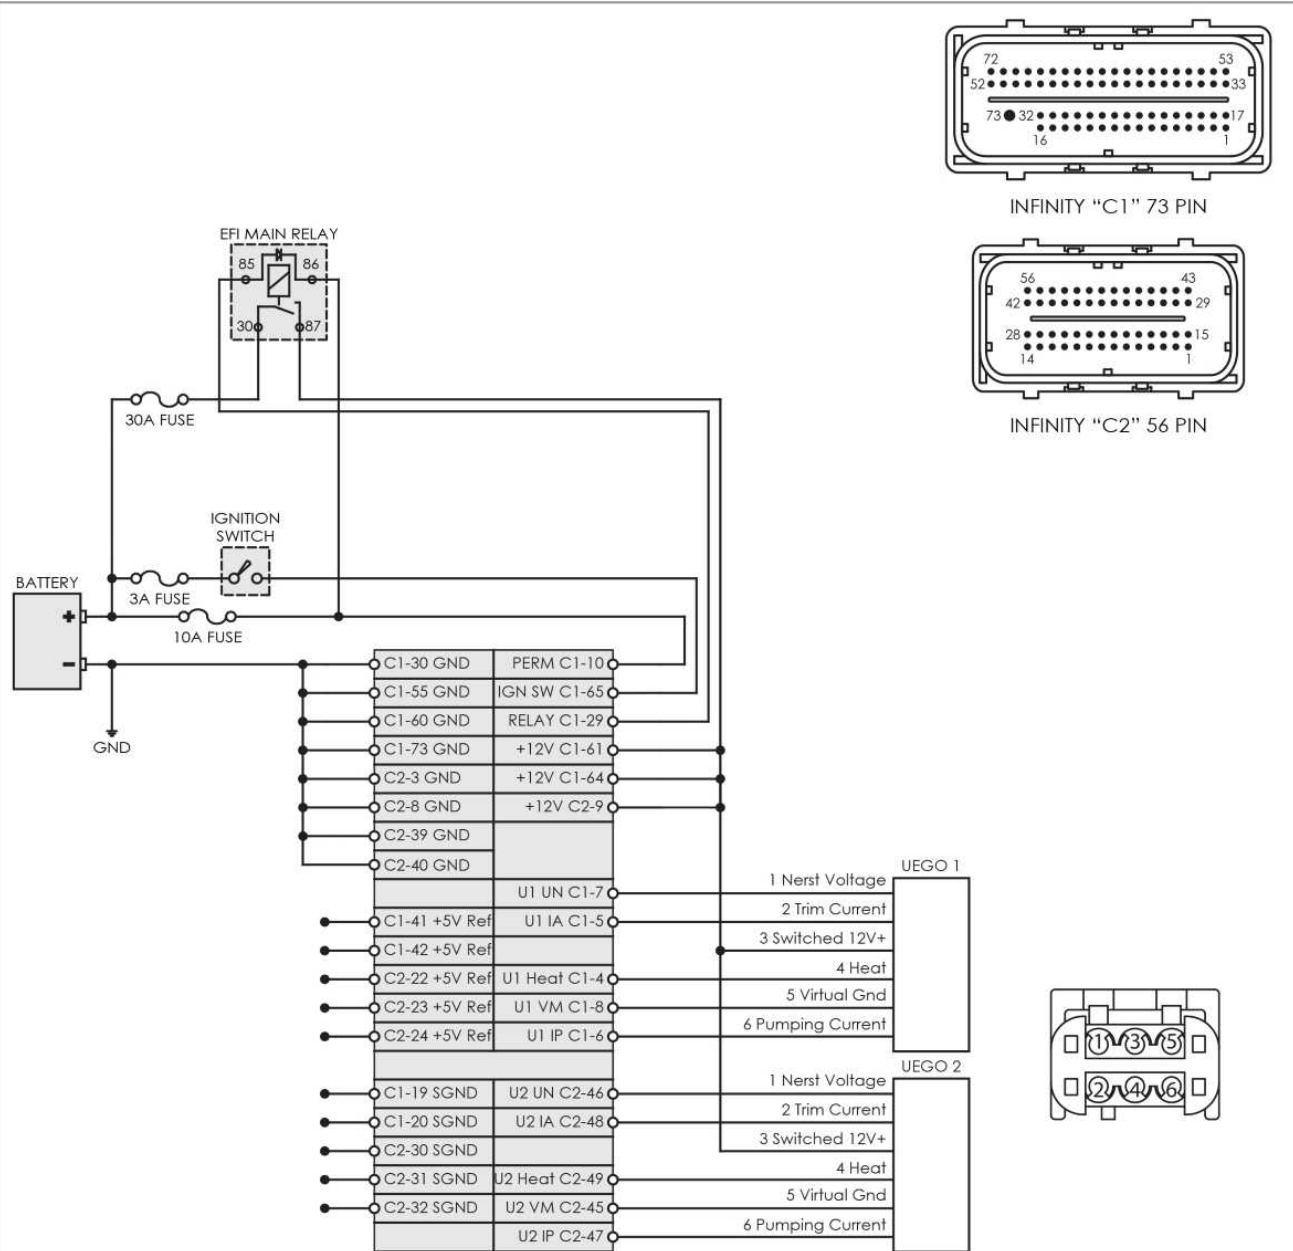 72
53
52
33
73
32
17
16
1
INFINITY “C1” 73 PIN
56
43
42
29
28
15
14
1
INFINITY “C2” 56 PIN
EFI MAIN RELAY
85
86
30
87
30A FUSE
IGNITION
SWITCH
3A FUSE
BATTERY
+
10A FUSE
-
GND
C1-30 GND PERM C1-10
C1-55 GND IGN SW C1-65
C1-60 GND RELAY C1-29
C1-73 GND +12V C1-61
C2-3 GND +12V C1-64
C2-8 GND +12V C2-9
C2-39 GND
C2-40 GND
U1 UN C1-7
C1-41 +5V Ref U1 IA C1-5
C1-42 +5V Ref
C2-22 +5V Ref U1 Heat C1-4
C2-23 +5V Ref U1 VM C1-8
C2-24 +5V Ref U1 IP C1-6
C1-19 SGND U2 UN C2-46
C1-20 SGND U2 IA C2-48
C2-30 SGND
C2-31 SGND U2 Heat C2-49
C2-32 SGND U2 VM C2-45
U2 IP C2-47
UEGO 1
1 Nerst Voltage
2 Trim Current
3 Switched 12V+
4 Heat
5 Virtual Gnd
6 Pumping Current
UEGO 2
1 Nerst Voltage
2 Trim Current
3 Switched 12V+
4 Heat
5 Virtual Gnd
6 Pumping Current
1 3 5
2 4 6